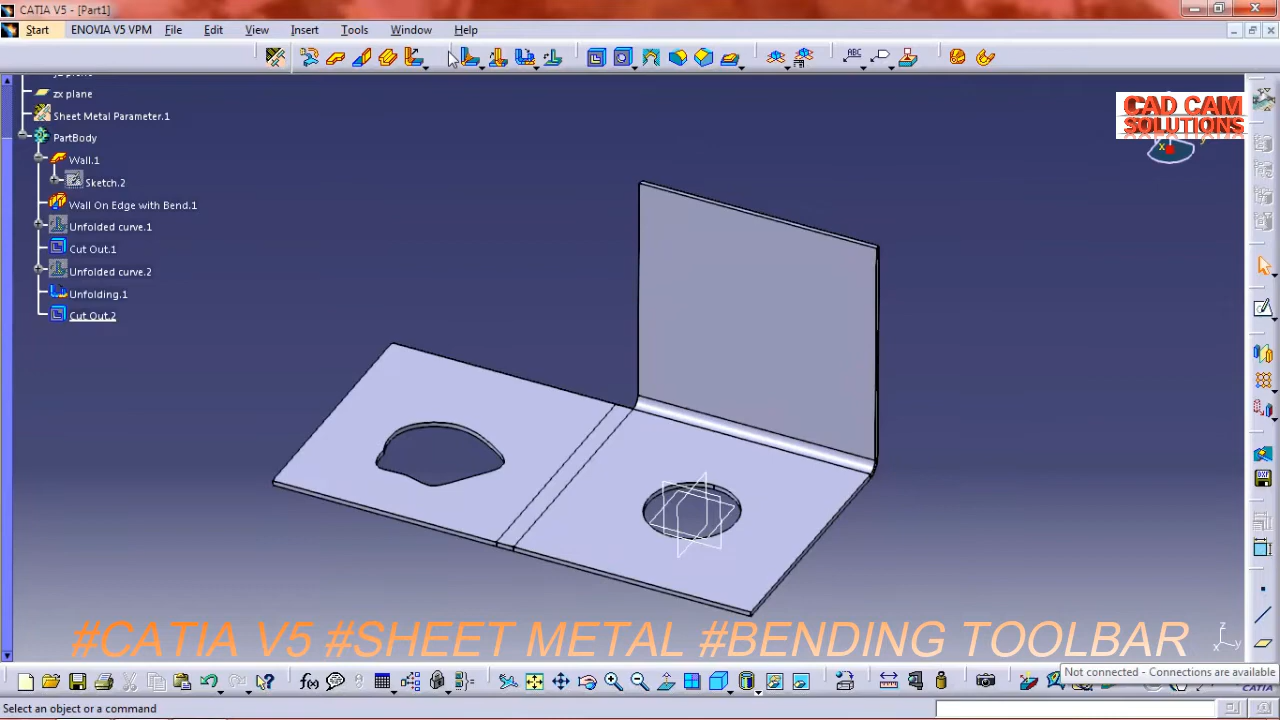 CATIA V5 - [Part1]
Start ENOVIA V5 VPM File Edit View Insert Tools Window Help
zx plane
Sheet Metal Parameter.1
PartBody
Wall.1
Sketch.2
Wall On Edge with Bend.1
Unfolded curve.1
Cut Out.1
Unfolded curve.2
Unfolding.1
Cut Out.2
CAD CAM
SOLUTIONS
x y
ABC
#CATIA V5 #SHEET METAL #BENDING TOOLBAR
z
x y
Not connected - Connections are available
f(x)
CATIA
Select an object or a command